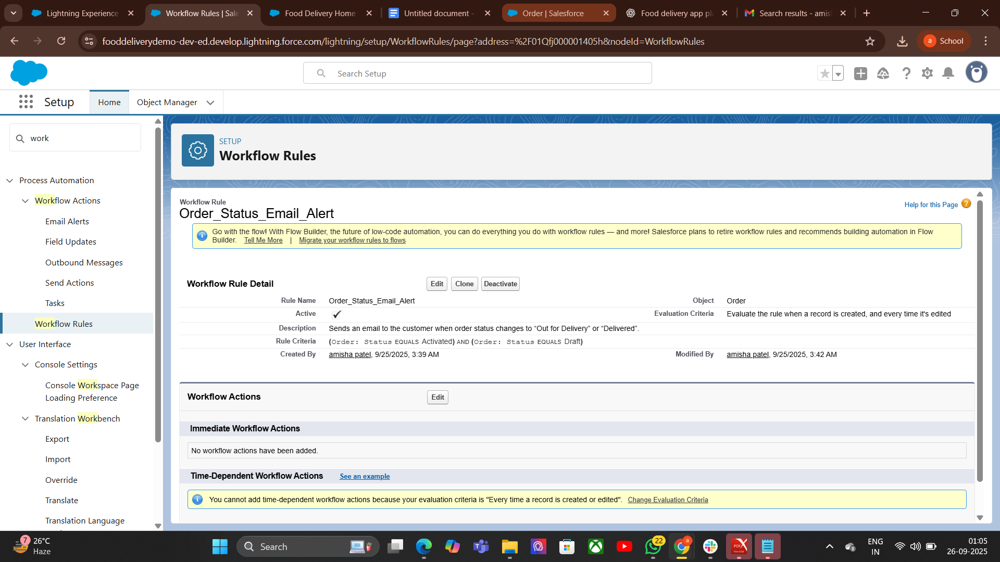 Lightning Experience
Workflow Rules | Sale
Food Delivery Home
Untitled document -
Order | Salesforce
Food delivery app pl
Search results - amis
fooddeliverydemo-dev-ed.develop.lightning.force.com/lightning/setup/WorkflowRules/page?address=%2F01Qfj000001405h&nodeId=WorkflowRules
a School
Search Setup
Setup
Home
Object Manager
work
Process Automation
Workflow Actions
Email Alerts
Field Updates
Outbound Messages
Send Actions
Tasks
Workflow Rules
User Interface
Console Settings
Console Workspace Page
Loading Preference
Translation Workbench
Export
Import
Override
Translate
Translation Language
SETUP
Workflow Rules
Workflow Rule
Order_Status_Email_Alert
Help for this Page
Go with the flow! With Flow Builder, the future of low-code automation, you can do everything you do with workflow rules — and more! Salesforce plans to retire workflow rules and recommends building automation in Flow
Builder. Tell Me More | Migrate your workflow rules to flows
Workflow Rule Detail
Edit Clone Deactivate
Rule Name Order_Status_Email_Alert Object Order
Active Evaluation Criteria Evaluate the rule when a record is created, and every time it's edited
Description Sends an email to the customer when order status changes to “Out for Delivery” or “Delivered”.
Rule Criteria (Order: Status EQUALS Activated) AND (Order: Status EQUALS Draft)
Created By amisha patel, 9/25/2025, 3:39 AM Modified By amisha patel, 9/25/2025, 3:42 AM
Workflow Actions Edit
Immediate Workflow Actions
No workflow actions have been added.
Time-Dependent Workflow Actions See an example
You cannot add time-dependent workflow actions because your evaluation criteria is "Every time a record is created or edited". Change Evaluation Criteria
7
26°C
Haze
Search
22
a
PDF
ENG
IN
01:05
26-09-2025